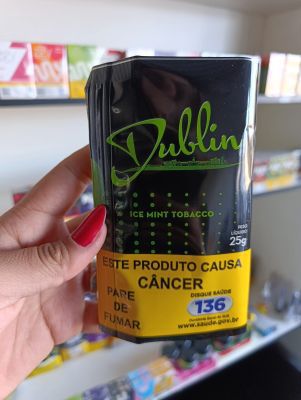 Dublin
ICE MINT TOBACCO
PESO
LÍQUIDO
25g
ESTE PRODUTO CAUSA
CÂNCER
PARE
DE
FUMAR
DISQUE SAÚDE
136
www.saude.gov.br